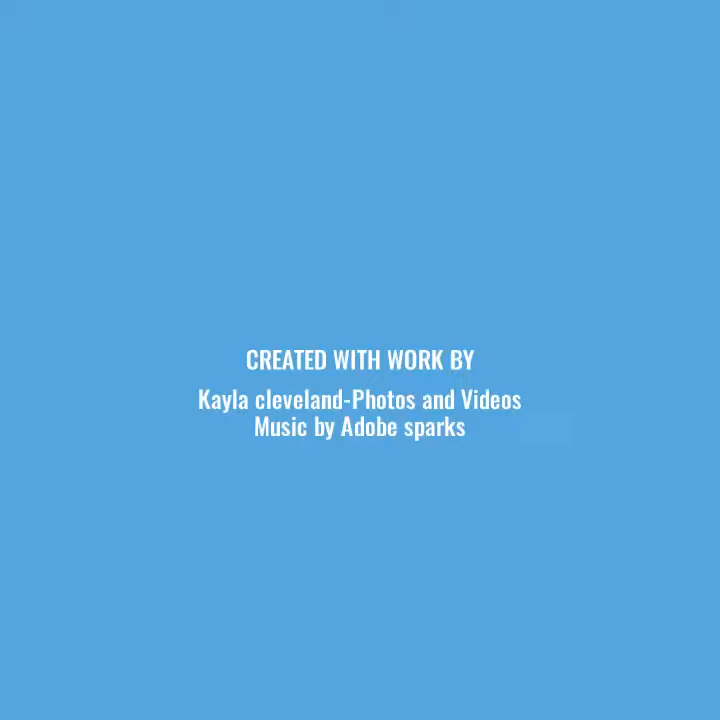 CREATED WITH WORK BY
Kayla cleveland-Photos and Videos
Music by Adobe sparks